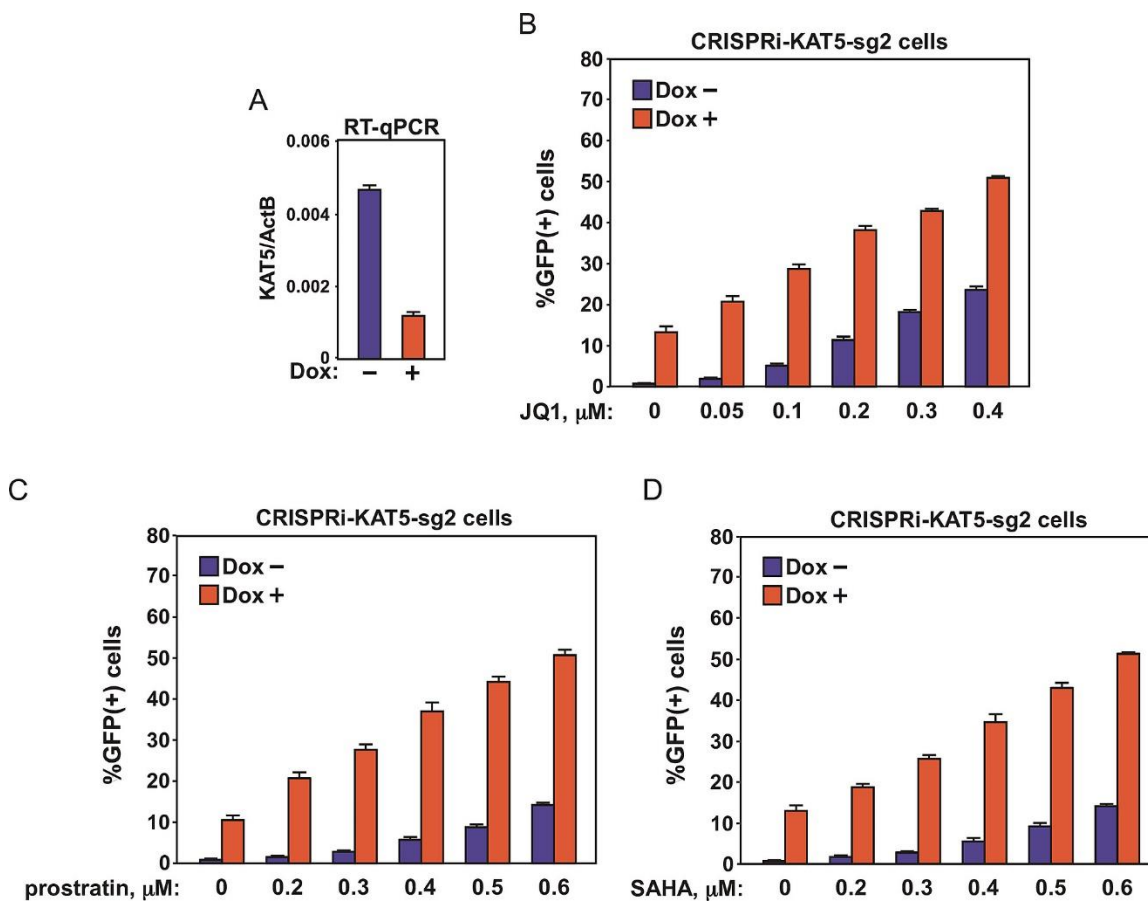 A
RT-qPCR
KAT5/ActB
0.006
0.004
0.002
0
Dox: − +
B
CRISPRi-KAT5-sg2 cells
Dox −
Dox +
%GFP(+) cells
80
70
60
50
40
30
20
10
0
JQ1, μM: 0 0.05 0.1 0.2 0.3 0.4
C
CRISPRi-KAT5-sg2 cells
Dox −
Dox +
%GFP(+) cells
80
70
60
50
40
30
20
10
0
prostratin, μM: 0 0.2 0.3 0.4 0.5 0.6
D
CRISPRi-KAT5-sg2 cells
Dox −
Dox +
%GFP(+) cells
80
70
60
50
40
30
20
10
0
SAHA, μM: 0 0.2 0.3 0.4 0.5 0.6